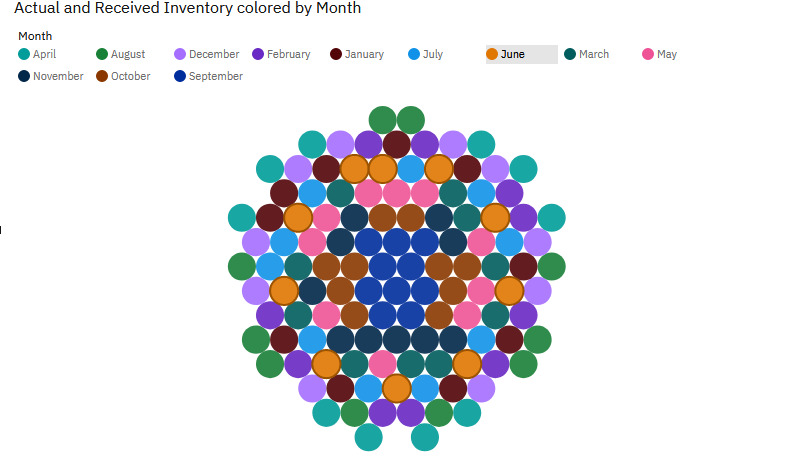 Actual and Received Inventory colored by Month
Month
April August December February January July June March May
November October September